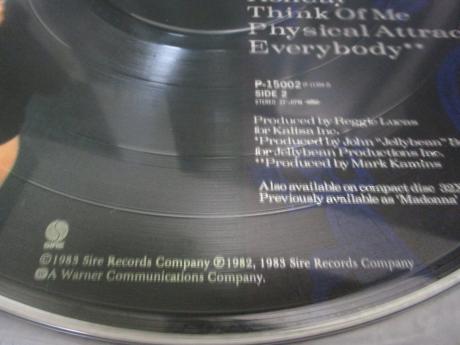 Think Of Me
Physical Attrac
Everybody**
P-15002
SIDE 2
STEREO
Produced by Reggie Lucas
for Kalisa Inc.
*Produced by John "Jellybean" B
for Jellybean Productions Inc.
**Produced by Mark Kamins
Also available on compact disc 32X
Previously available as 'Madonna'
SIRE
©1983 Sire Records Company ℗1982, 1983 Sire Records Company
A Warner Communications Company.